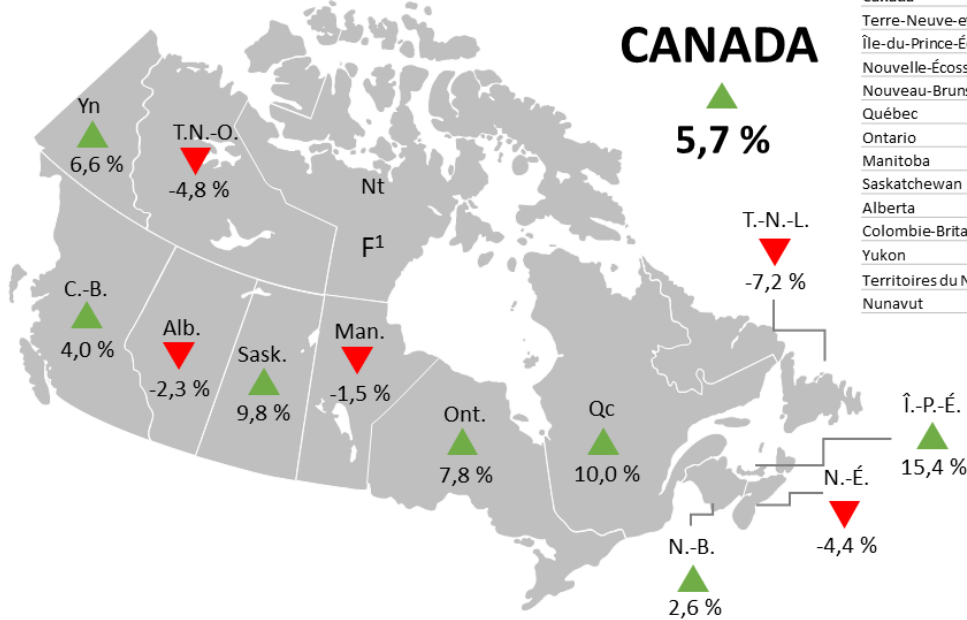 CANADA
5,7 %
Yn
6,6 %
T.N.-O.
-4,8 %
Nt
F¹
C.-B.
4,0 %
Alb.
-2,3 %
Sask.
9,8 %
Man.
-1,5 %
Ont.
7,8 %
Qc
10,0 %
T.-N.-L.
-7,2 %
Î.-P.-É.
15,4 %
N.-É.
-4,4 %
N.-B.
2,6 %
Terre-Neuve-e
Île-du-Prince-É
Nouvelle-Écoss
Nouveau-Bruns
Québec
Ontario
Manitoba
Saskatchewan
Alberta
Colombie-Brita
Yukon
Territoires du N
Nunavut